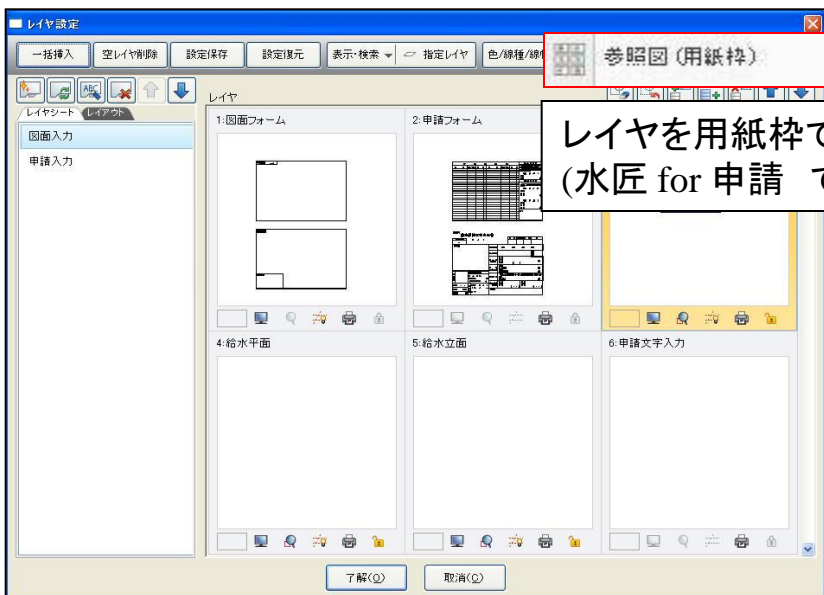 レイヤ設定
一括挿入 空レイヤ削除 設定保存 設定復元 表示・検索 指定レイヤ 色/線種/線
参照図(用紙枠)
レイヤを用紙枠で
(水匠 for 申請 て
レイヤシート レイアウト
図面入力
申請入力
レイヤ
1:図面フォーム
2:申請フォーム
4:給水平面
5:給水立面
6:申請文字入力
了解(O) 取消(C)